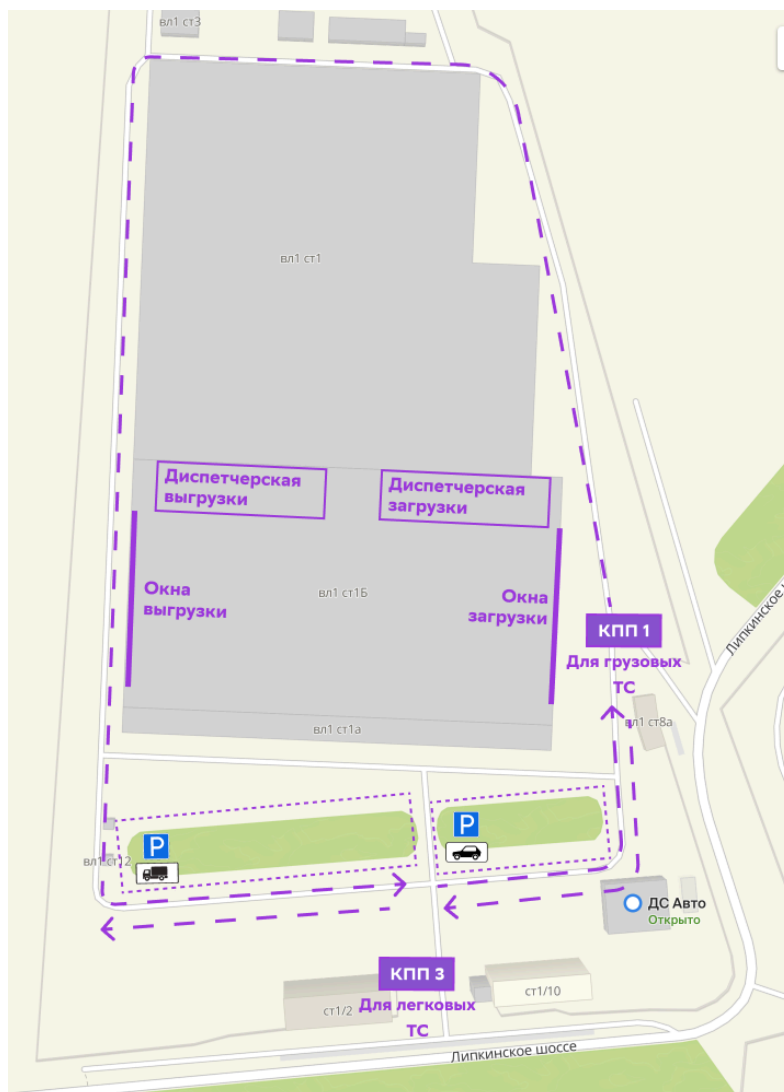 вл1 ст3
вл1 ст1
Диспетчерская
выгрузки
Диспетчерская
загрузки
Окна
выгрузки
вл1 ст1Б
Окна
загрузки
КПП 1
Для грузовых
ТС
Липкинское
вл1 ст8а
вл1 ст1а
P
P
вл1 ст12
ДС Авто
Открыто
КПП 3
Для легковых
ТС
ст1/2
ст1/10
Липкинское шоссе